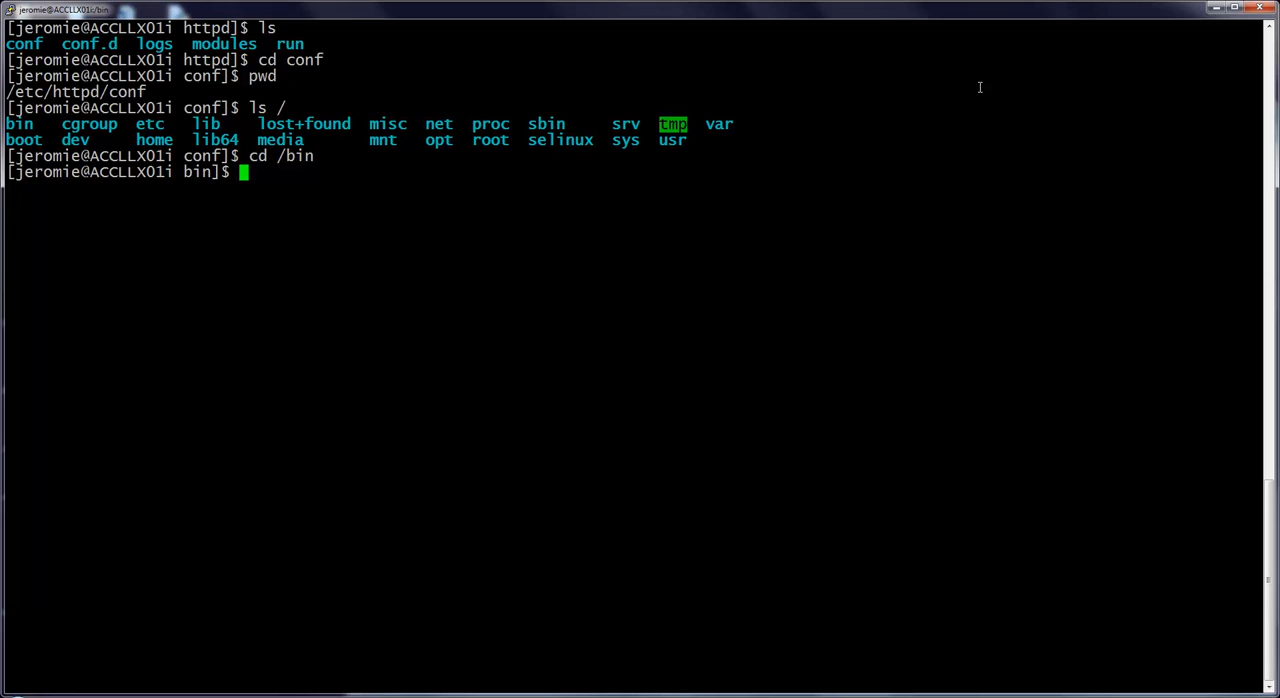 jeromie@ACCLLX01i:/bin
[jeromie@ACCLLX01i httpd]$ ls
conf  conf.d  logs  modules  run
[jeromie@ACCLLX01i httpd]$ cd conf
[jeromie@ACCLLX01i conf]$ pwd
/etc/httpd/conf
[jeromie@ACCLLX01i conf]$ ls /
bin   cgroup  etc   lib    lost+found  misc  net  proc  sbin     srv  tmp  var
boot  dev     home  lib64  media       mnt   opt  root  selinux  sys  usr
[jeromie@ACCLLX01i conf]$ cd /bin
[jeromie@ACCLLX01i bin]$